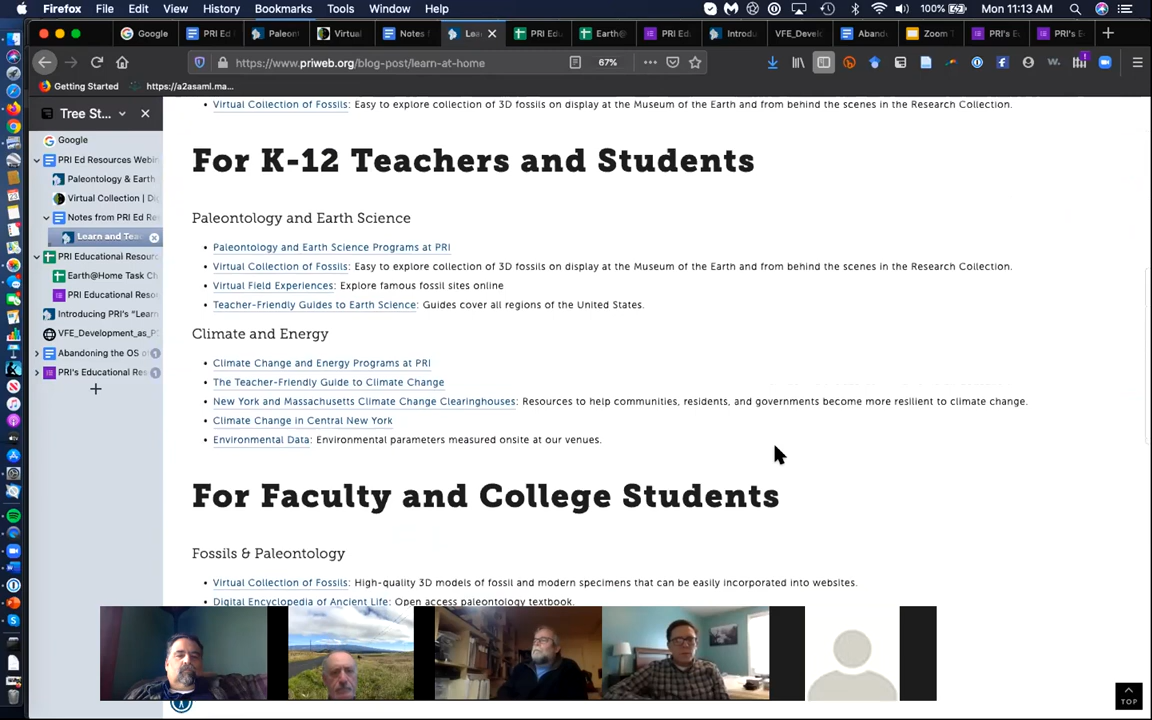 Firefox File Edit View History Bookmarks Tools Window Help 100% Mon 11:13 AM
Google PRI Ed Paleont Virtual Notes f Lea PRI Edu Earth@ PRI Ed Introdu VFE_Devel Aband Zoom T PRI's E PRI's E
https://www.priweb.org/blog-post/learn-at-home 67%
Getting Started https://a2asaml.ma...
Tree St...
Google
PRI Ed Resources Webin
Paleontology & Earth
Virtual Collection | Dig
Notes from PRI Ed Re
Learn and Tea
PRI Educational Resour
Earth@Home Task Ch
PRI Educational Reso
Introducing PRI's “Learn
VFE_Development_as_P
Abandoning the OS o 1
PRI's Educational Res 1
Virtual Collection of Fossils: Easy to explore collection of 3D fossils on display at the Museum of the Earth and from behind the scenes in the Research Collection.
For K-12 Teachers and Students
Paleontology and Earth Science
• Paleontology and Earth Science Programs at PRI
• Virtual Collection of Fossils: Easy to explore collection of 3D fossils on display at the Museum of the Earth and from behind the scenes in the Research Collection.
• Virtual Field Experiences: Explore famous fossil sites online
• Teacher-Friendly Guides to Earth Science: Guides cover all regions of the United States.
Climate and Energy
• Climate Change and Energy Programs at PRI
• The Teacher-Friendly Guide to Climate Change
• New York and Massachusetts Climate Change Clearinghouses: Resources to help communities, residents, and governments become more resilient to climate change.
• Climate Change in Central New York
• Environmental Data: Environmental parameters measured onsite at our venues.
For Faculty and College Students
Fossils & Paleontology
• Virtual Collection of Fossils: High-quality 3D models of fossil and modern specimens that can be easily incorporated into websites.
• Digital Encyclopedia of Ancient Life: Open access paleontology textbook.
TOP